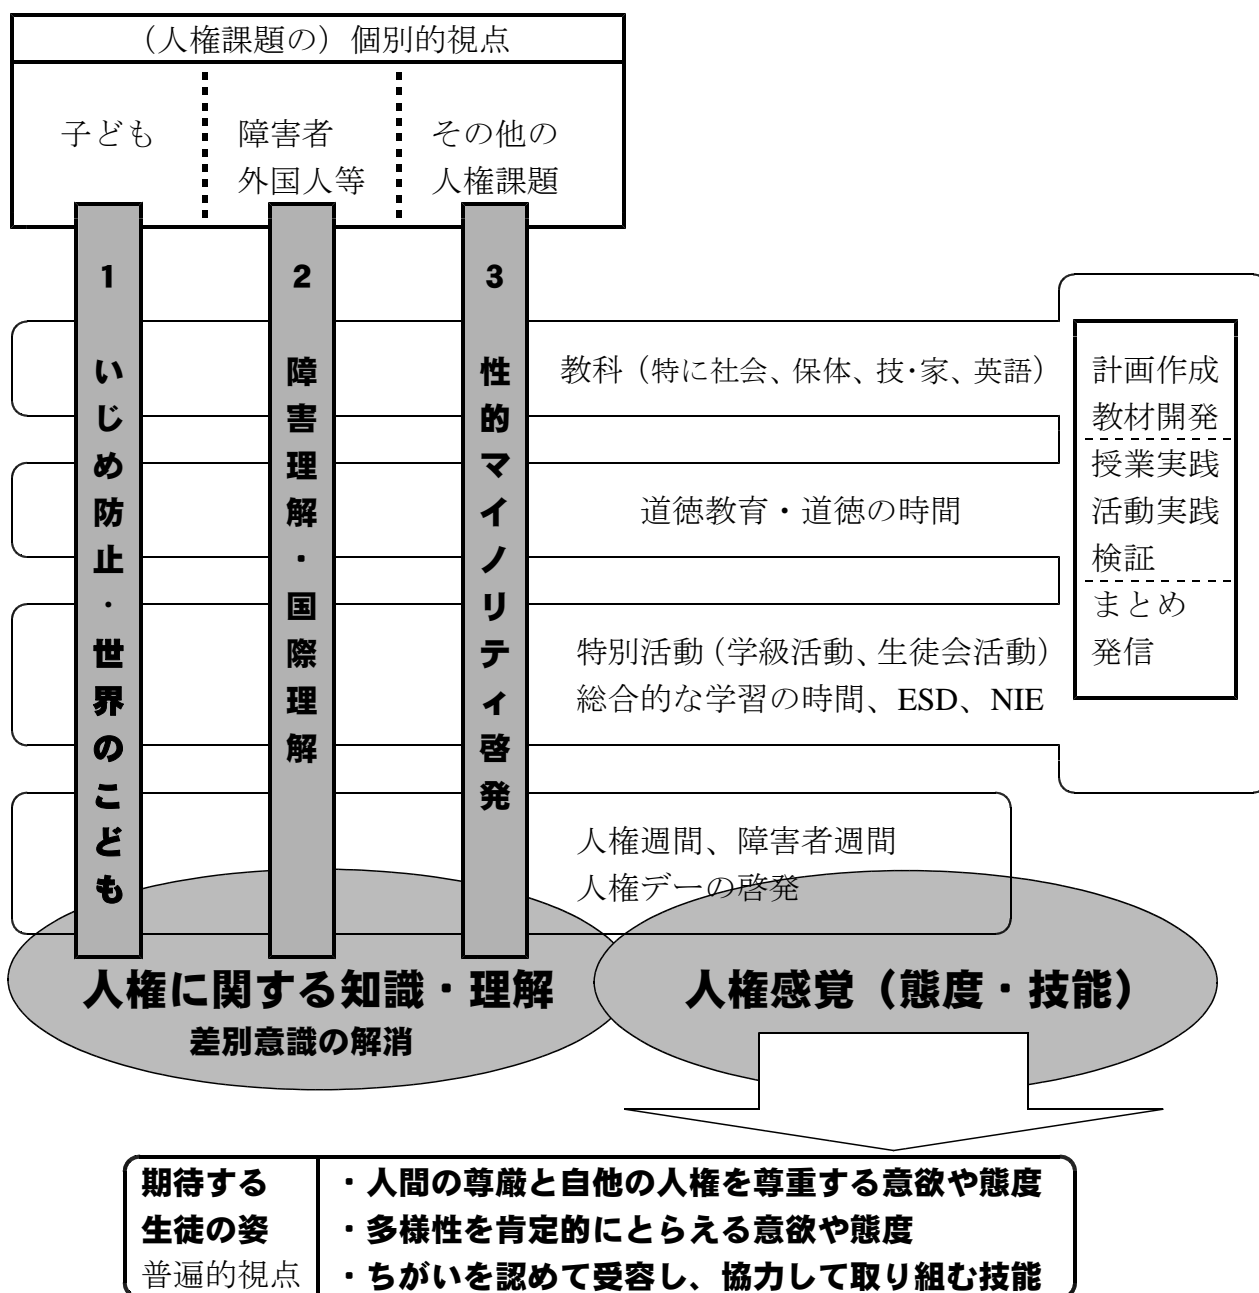 （人権課題の）個別的視点
子ども
障害者
外国人等
その他の
人権課題
1 いじめ防止・世界のこども
2 障害理解・国際理解
3 性的マイノリティ啓発
教科（特に社会、保体、技・家、英語）
道徳教育・道徳の時間
特別活動（学級活動、生徒会活動）
総合的な学習の時間、ESD、NIE
計画作成
教材開発
授業実践
活動実践
検証
まとめ
発信
人権週間、障害者週間
人権デーの啓発
人権に関する知識・理解
差別意識の解消
人権感覚（態度・技能）
期待する
生徒の姿
普遍的視点
・人間の尊厳と自他の人権を尊重する意欲や態度
・多様性を肯定的にとらえる意欲や態度
・ちがいを認めて受容し、協力して取り組む技能